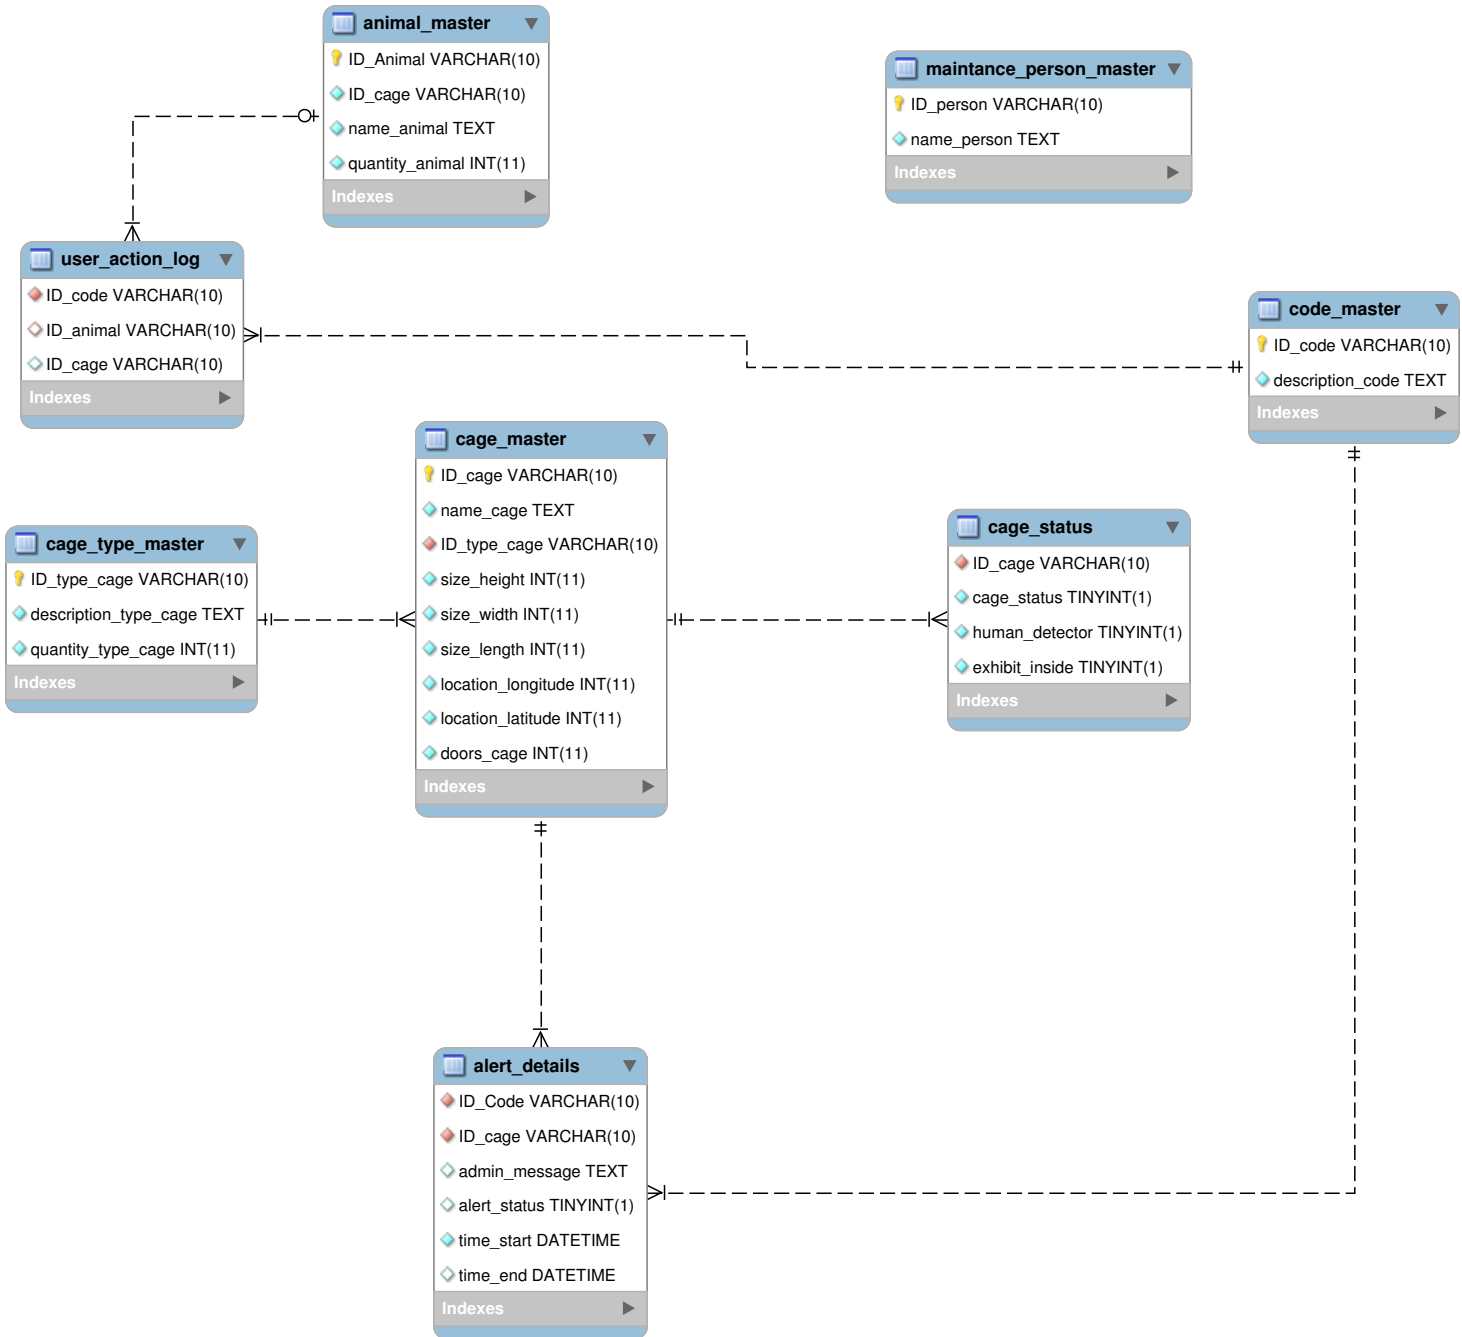 animal_master
ID_Animal VARCHAR(10)
ID_cage VARCHAR(10)
name_animal TEXT
quantity_animal INT(11)
Indexes
maintance_person_master
ID_person VARCHAR(10)
name_person TEXT
Indexes
user_action_log
ID_code VARCHAR(10)
ID_animal VARCHAR(10)
ID_cage VARCHAR(10)
Indexes
code_master
ID_code VARCHAR(10)
description_code TEXT
Indexes
cage_master
ID_cage VARCHAR(10)
name_cage TEXT
ID_type_cage VARCHAR(10)
size_height INT(11)
size_width INT(11)
size_length INT(11)
location_longitude INT(11)
location_latitude INT(11)
doors_cage INT(11)
Indexes
cage_type_master
ID_type_cage VARCHAR(10)
description_type_cage TEXT
quantity_type_cage INT(11)
Indexes
cage_status
ID_cage VARCHAR(10)
cage_status TINYINT(1)
human_detector TINYINT(1)
exhibit_inside TINYINT(1)
Indexes
alert_details
ID_Code VARCHAR(10)
ID_cage VARCHAR(10)
admin_message TEXT
alert_status TINYINT(1)
time_start DATETIME
time_end DATETIME
Indexes